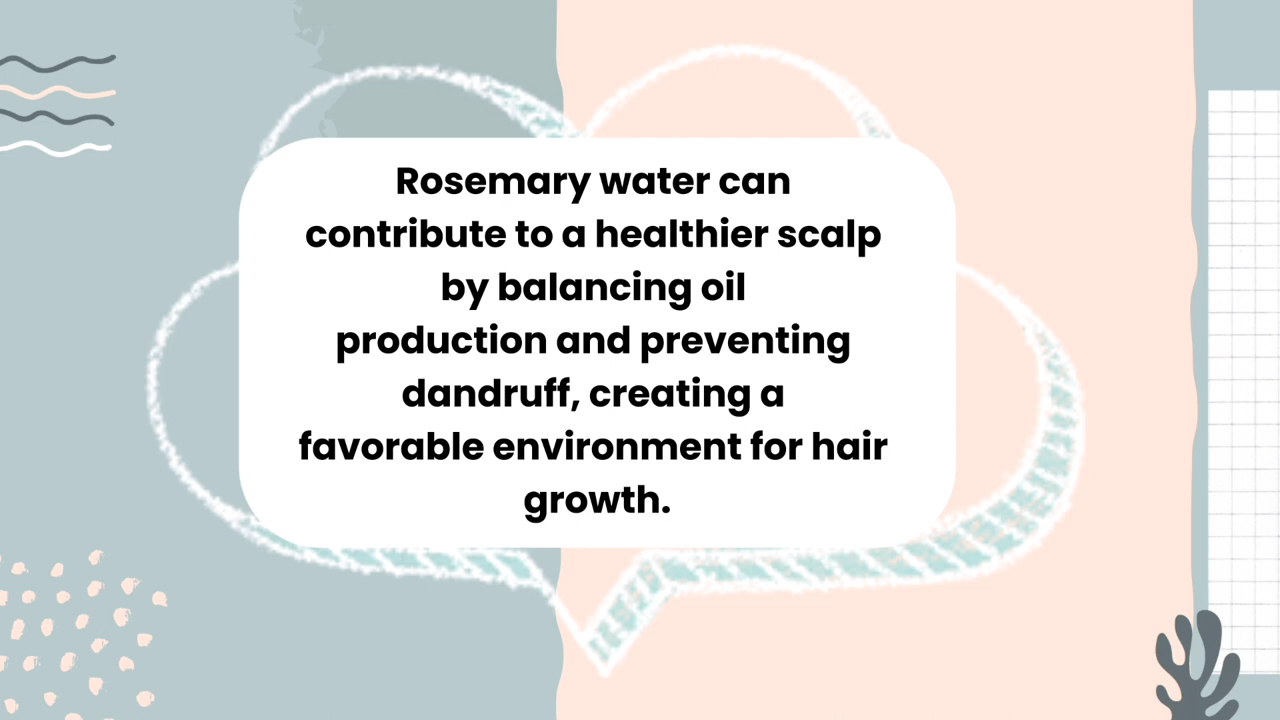 Rosemary water can
contribute to a healthier scalp
by balancing oil
production and preventing
dandruff, creating a
favorable environment for hair
growth.